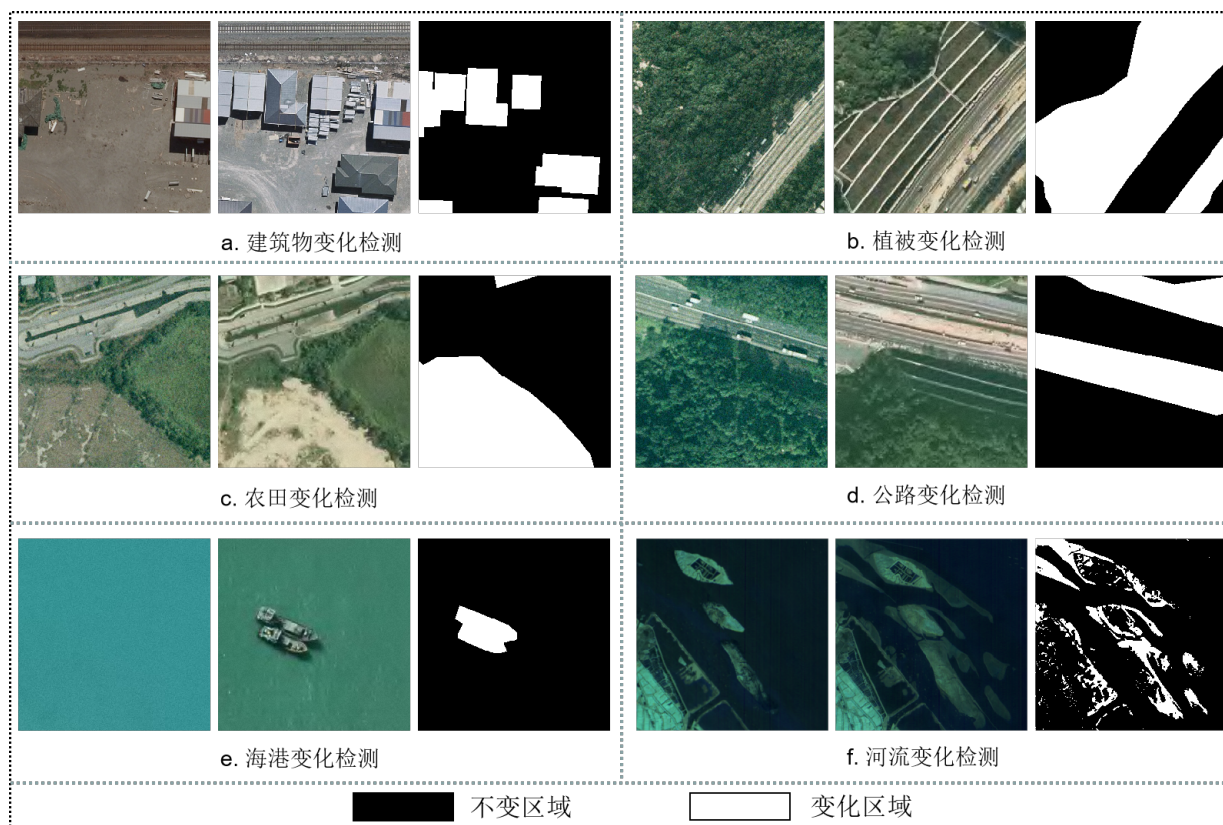 a. 建筑物变化检测
b. 植被变化检测
c. 农田变化检测
d. 公路变化检测
e. 海港变化检测
f. 河流变化检测
不变区域
变化区域